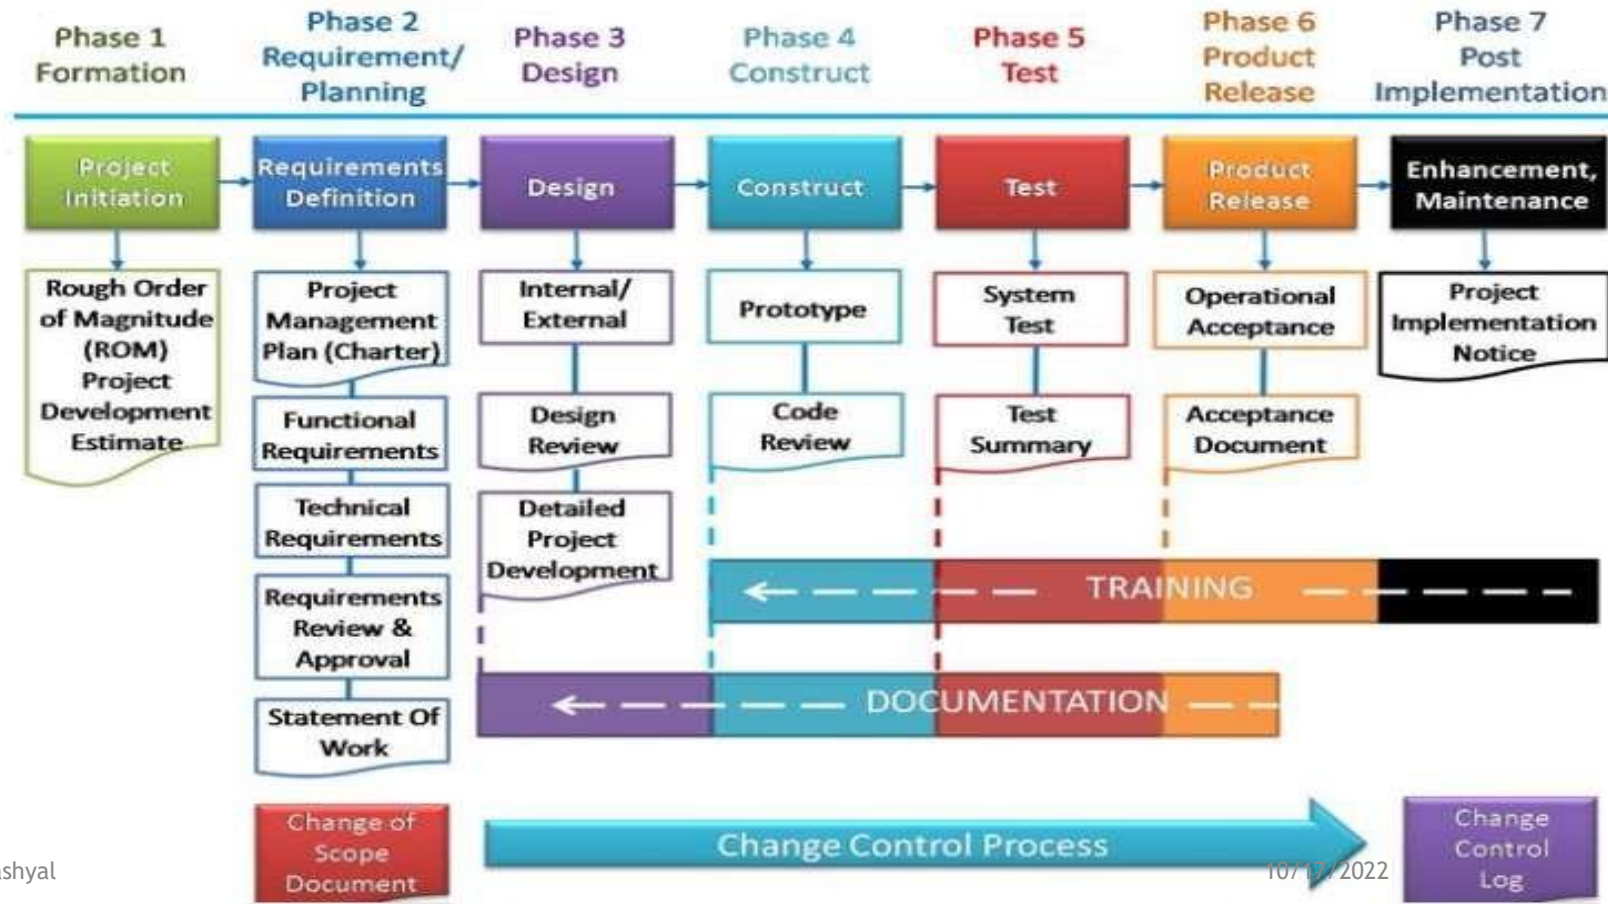 Phase 1
Formation
Phase 2
Requirement/
Planning
Phase 3
Design
Phase 4
Construct
Phase 5
Test
Phase 6
Product
Release
Phase 7
Post
Implementation
Project
Initiation
Requirements
Definition
Design
Construct
Test
Product
Release
Enhancement,
Maintenance
Rough Order
of Magnitude
(ROM)
Project
Development
Estimate
Project
Management
Plan (Charter)
Functional
Requirements
Technical
Requirements
Requirements
Review &
Approval
Statement Of
Work
Internal/
External
Design
Review
Detailed
Project
Development
Prototype
Code
Review
System
Test
Test
Summary
Operational
Acceptance
Acceptance
Document
Project
Implementation
Notice
TRAINING
DOCUMENTATION
Change of
Scope
Document
Change Control Process
Change
Control
Log
ashyal
10/17/2022